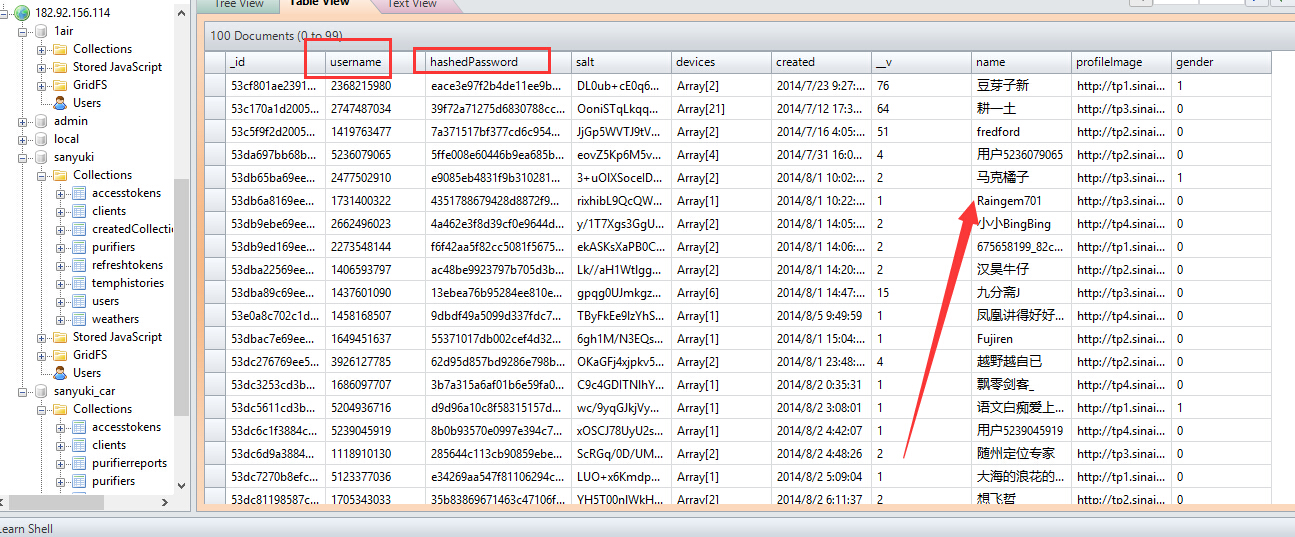 Tree View Table View Text View
182.92.156.114
1air
Collections
Stored JavaScript
GridFS
Users
admin
local
sanyuki
Collections
accesstokens
clients
createdCollectio
purifiers
refreshtokens
temphistories
users
weathers
Stored JavaScript
GridFS
Users
sanyuki_car
Collections
accesstokens
clients
purifierreports
purifiers
100 Documents (0 to 99)
_id username hashedPassword salt devices created __v name profileImage gender
53cf801ae2391... 2368215980 eace3e97f2b4de11ee9b... DL0ub+cE0q6... Array[2] 2014/7/23 9:27:... 76 豆芽子新 http://tp1.sinai... 1
53c170a1d2005... 2747487034 39f72a71275d6830788cc... OoniSTqLkqq... Array[21] 2014/7/12 17:3... 64 耕一土 http://tp3.sinai... 0
53c5f9f2d2005... 1419763477 7a371517bf377cd6c954... JjGp5WVTJ9tV... Array[2] 2014/7/16 4:05:... 51 fredford http://tp2.sinai... 0
53da697bb68b... 5236079065 5ffe008e60446b9ea685b... eovZ5Kp6M5v... Array[4] 2014/7/31 16:0... 4 用户5236079065 http://tp2.sinai... 0
53db65ba69ee... 2477502910 e9085eb4831f9b310281... 3+uOIXSoceID... Array[2] 2014/8/1 10:02:... 2 马克橘子 http://tp3.sinai... 1
53db6a8169ee... 1731400322 4351788679428d8872f9... rixhibL9QcQW... Array[1] 2014/8/1 10:22:... 1 Raingem701 http://tp3.sinai... 0
53db9ebe69ee... 2662496023 4a462e3f8d39cf0e9644d... y/1T7Xgs3GgU... Array[2] 2014/8/1 14:05:... 2 小小BingBing http://tp4.sinai... 0
53db9ed169ee... 2273548144 f6f42aa5f82cc5081f5675... ekASKsXaPB0C... Array[2] 2014/8/1 14:06:... 2 675658199_82c... http://tp1.sinai... 0
53dba22569ee... 1406593797 ac48be9923797b705d3b... Lk//aH1WtIgg... Array[2] 2014/8/1 14:20:... 2 汉昊牛仔 http://tp2.sinai... 0
53dba89c69ee... 1437601090 13ebea76b95284ee810e... gpqg0UJmkgz... Array[6] 2014/8/1 14:47:... 15 九分斋J http://tp3.sinai... 0
53e0a8c702c1d... 1458168507 9dbdf49a5099d337fdc7... TByFkEe9IzYhS... Array[1] 2014/8/5 9:49:59 1 凤凰讲得好好... http://tp4.sinai... 0
53dbac7e69ee... 1649451637 55371017db002cef4d32... 6gh1M/N3EQs... Array[1] 2014/8/1 15:04:... 1 Fujiren http://tp2.sinai... 0
53dc276769ee5... 3926127785 62d95d857bd9286e798b... OKaGFj4xjpkv5... Array[2] 2014/8/1 23:48:... 4 越野越自已 http://tp2.sinai... 0
53dc3253cd3b... 1686097707 3b7a315a6af01b6e59fa0... C9c4GDITNIhY... Array[1] 2014/8/2 0:35:31 1 飘零剑客_ http://tp4.sinai... 0
53dc5611cd3b... 5204936716 d9d96a10c8f58315157d... wc/9yqGJkjVy... Array[1] 2014/8/2 3:08:01 1 语文白痴爱上... http://tp1.sinai... 1
53dc6c1f3884c... 5239045919 8b0b93570e0997e394c7... xOSCJ78UyU2s... Array[1] 2014/8/2 4:42:07 1 用户5239045919 http://tp4.sinai... 0
53dc6d9a3884... 1118910130 285644c113cb90859ebe... ScRGq/0D/UM... Array[2] 2014/8/2 4:48:26 2 随州定位专家 http://tp3.sinai... 0
53dc7270b8efc... 5123377036 e34269aa547f81106294c... LUO+x6Kmdp... Array[1] 2014/8/2 5:09:04 1 大海的浪花的... http://tp1.sinai... 0
53dc81198587c... 1705343033 35b83869671463c47106f... YH5T00nIWkH... Array[2] 2014/8/2 6:11:37 2 想飞哲 http://tp2.sinai... 0
Learn Shell